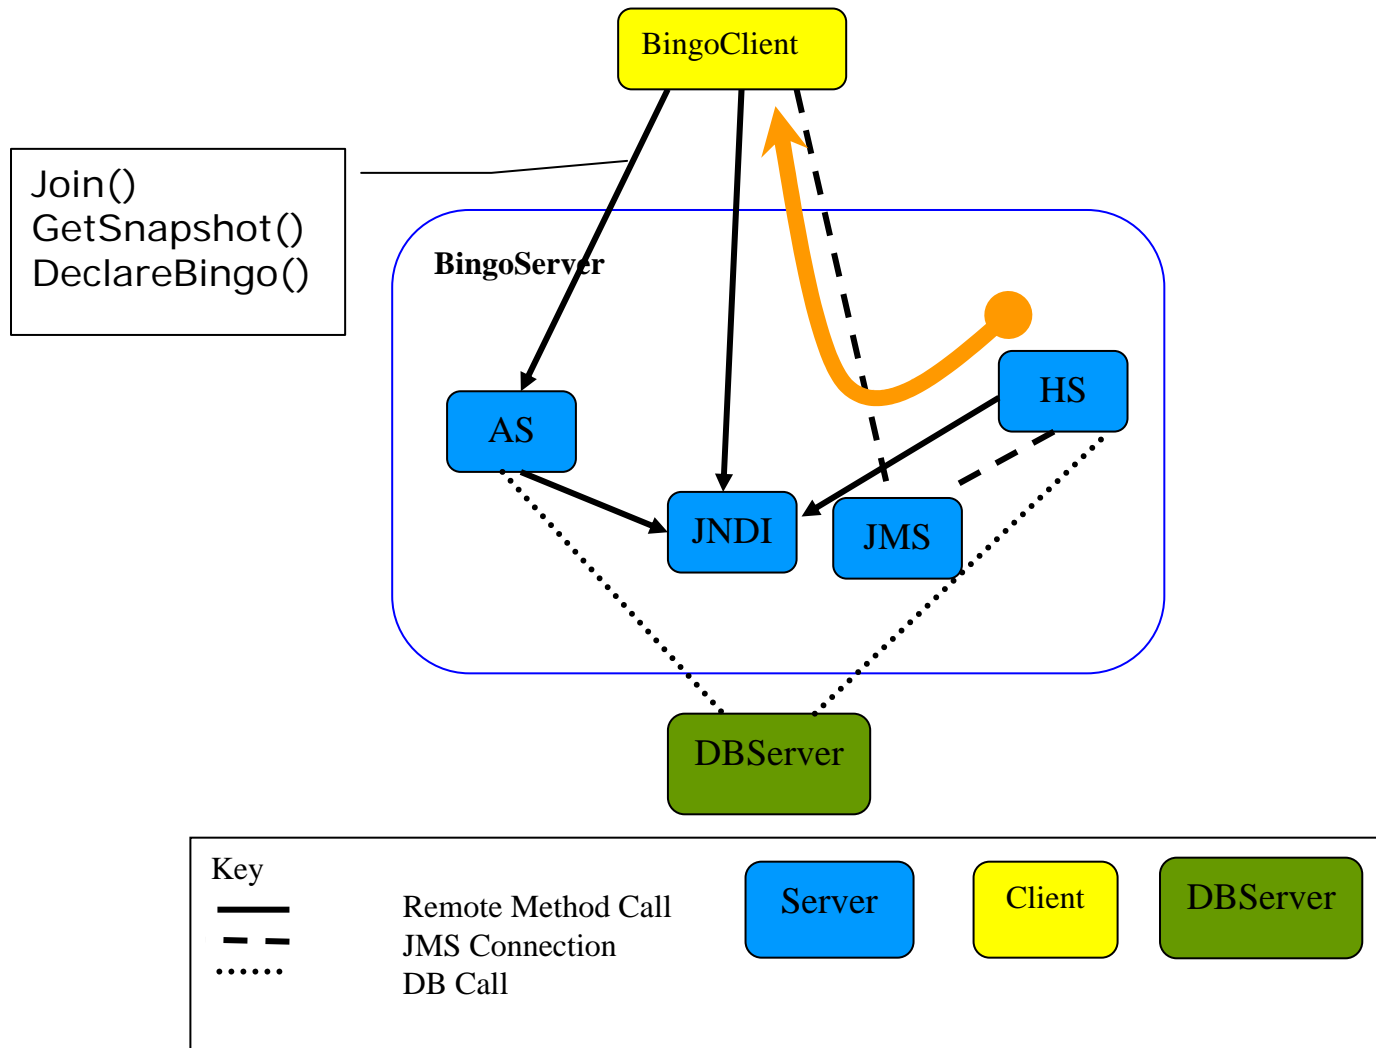 BingoClient
Join()
GetSnapshot()
DeclareBingo()
BingoServer
HS
AS
JNDI
JMS
DBServer
Key
Remote Method Call
JMS Connection
DB Call
Server
Client
DBServer